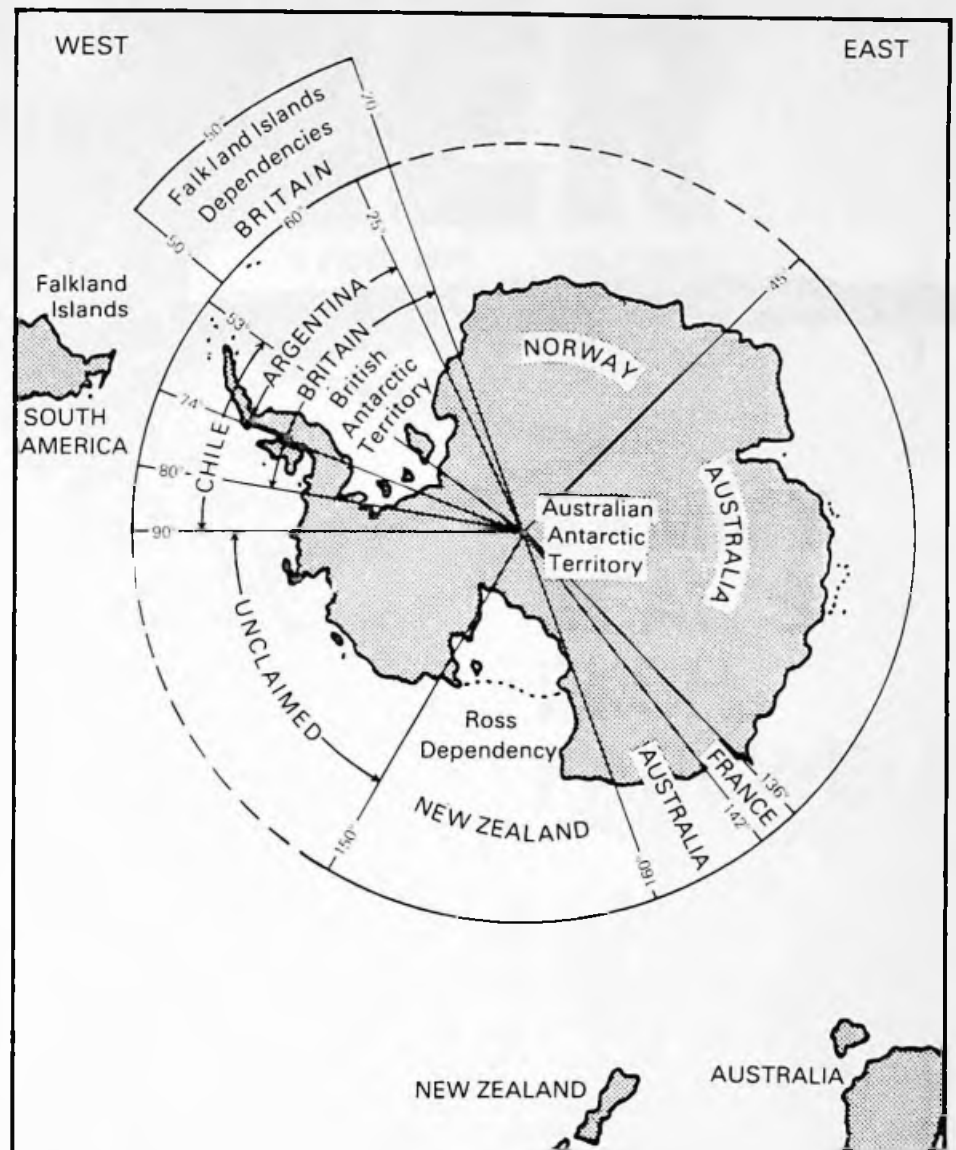 WEST
EAST
50°
20
Falkland Islands
Dependencies
BRITAIN
50°
60°
25°
Falkland
Islands
53°
ARGENTINA
BRITAIN
British
Antarctic
Territory
45°
NORWAY
SOUTH
AMERICA
74°
CHILE
80°
90°
AUSTRALIA
Australian
Antarctic
Territory
UNCLAIMED
Ross
Dependency
NEW ZEALAND
150°
160°
AUSTRALIA
142°
FRANCE
136°
NEW ZEALAND
AUSTRALIA